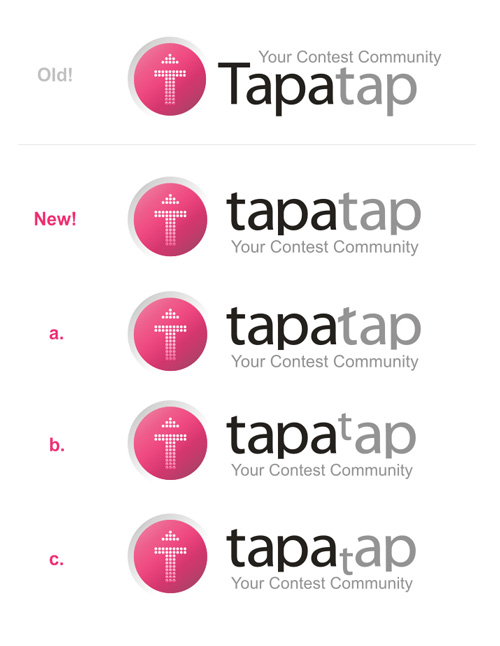 Old!
Your Contest Community
Tapatap
New!
tapatap
Your Contest Community
a.
tapatap
Your Contest Community
b.
tapatap
Your Contest Community
c.
tapatap
Your Contest Community